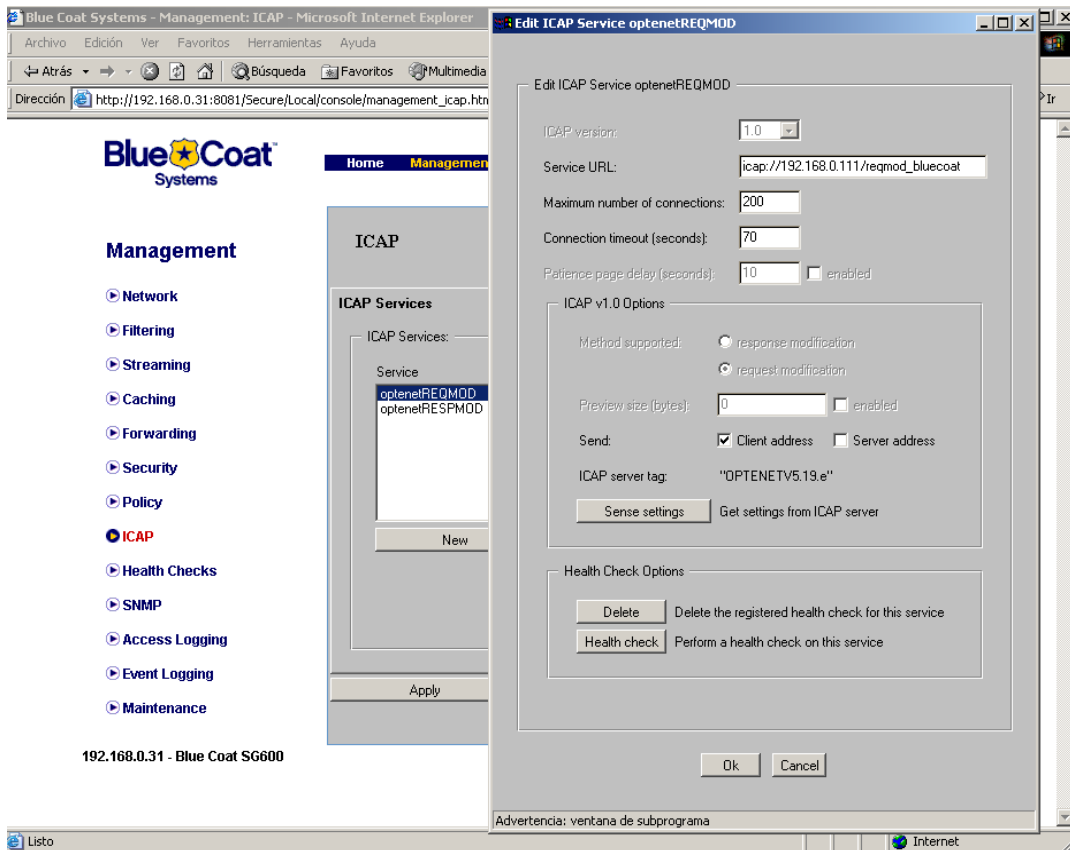 Blue Coat Systems - Management: ICAP - Microsoft Internet Explorer
Archivo Edición Ver Favoritos Herramientas Ayuda
Atrás Búsqueda Favoritos Multimedia
Dirección http://192.168.0.31:8081/Secure/Local/console/management_icap.htm
Ir
Blue Coat™
Systems
Home Managemen
Management
Network
Filtering
Streaming
Caching
Forwarding
Security
Policy
ICAP
Health Checks
SNMP
Access Logging
Event Logging
Maintenance
192.168.0.31 - Blue Coat SG600
ICAP
ICAP Services
ICAP Services:
Service
optenetREQMOD
optenetRESPMOD
New
Apply
Edit ICAP Service optenetREQMOD
Edit ICAP Service optenetREQMOD
ICAP version: 1.0
Service URL: icap://192.168.0.111/reqmod_bluecoat
Maximum number of connections: 200
Connection timeout (seconds): 70
Patience page delay (seconds): 10 enabled
ICAP v1.0 Options
Method supported: response modification
request modification
Preview size (bytes): 0 enabled
Send: Client address Server address
ICAP server tag: "OPTENETV5.19.e"
Sense settings Get settings from ICAP server
Health Check Options
Delete Delete the registered health check for this service
Health check Perform a health check on this service
Ok Cancel
Advertencia: ventana de subprograma
Listo Internet